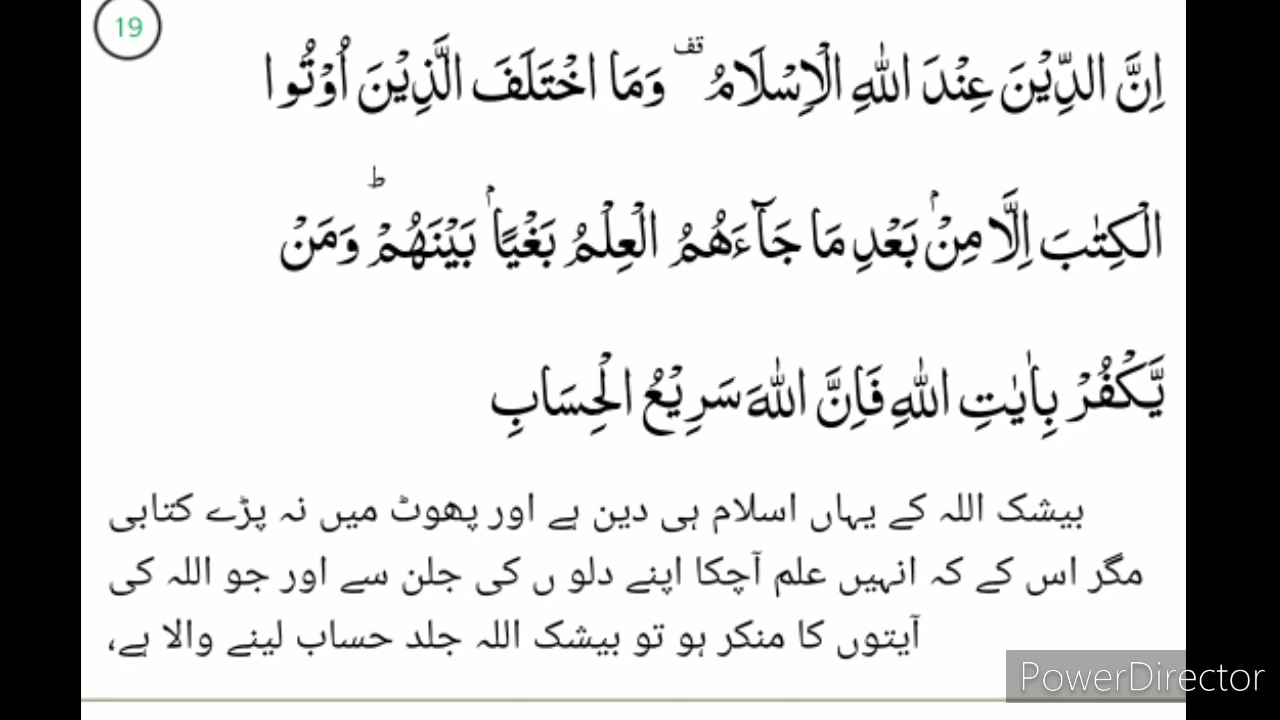 19
اِنَّ الدِّيْنَ عِنْدَ اللّٰهِ الْاِسْلَامُ ۫ وَمَا اخْتَلَفَ الَّذِيْنَ اُوْتُوا
الْكِتٰبَ اِلَّا مِنْۢ بَعْدِ مَا جَآءَهُمُ الْعِلْمُ بَغْيًاۢ بَيْنَهُمْ ؕ وَمَنْ
يَّكْفُرْ بِاٰيٰتِ اللّٰهِ فَاِنَّ اللّٰهَ سَرِيْعُ الْحِسَابِ
بیشک اللہ کے یہاں اسلام ہی دین ہے اور پھوٹ میں نہ پڑے کتابی
مگر اس کے کہ انہیں علم آچکا اپنے دلو ں کی جلن سے اور جو اللہ کی
آیتوں کا منکر ہو تو بیشک اللہ جلد حساب لینے والا ہے،
PowerDirector